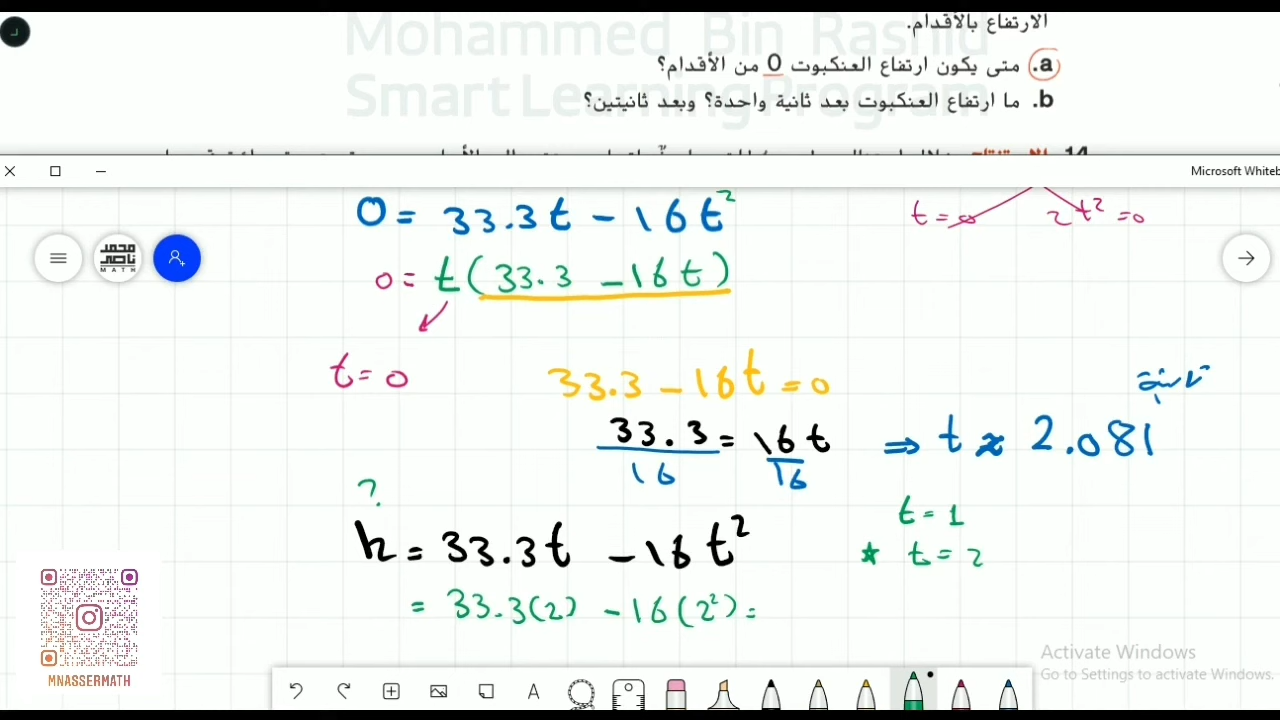 الارتفاع بالأقدام.
Mohammed Bin Rashid
Smart Learning Program
a. متى يكون ارتفاع العنكبوت 0 من الأقدام؟
b. ما ارتفاع العنكبوت بعد ثانية واحدة؟ وبعد ثانيتين؟
Microsoft Whiteb
0 = 33.3t - 16t²
t = 0 2t² = 0
0 = t(33.3 - 16t)
محمد
ناصر
MATH
t = 0
33.3 - 16t = 0
ثانية
33.3 = 16t ⇒ t ≈ 2.081
16 16
?
t = 1
h = 33.3t - 16t²
* t = 2
= 33.3(2) - 16(2²) =
MNASSERMATH
Activate Windows
Go to Settings to activate Windows.
A